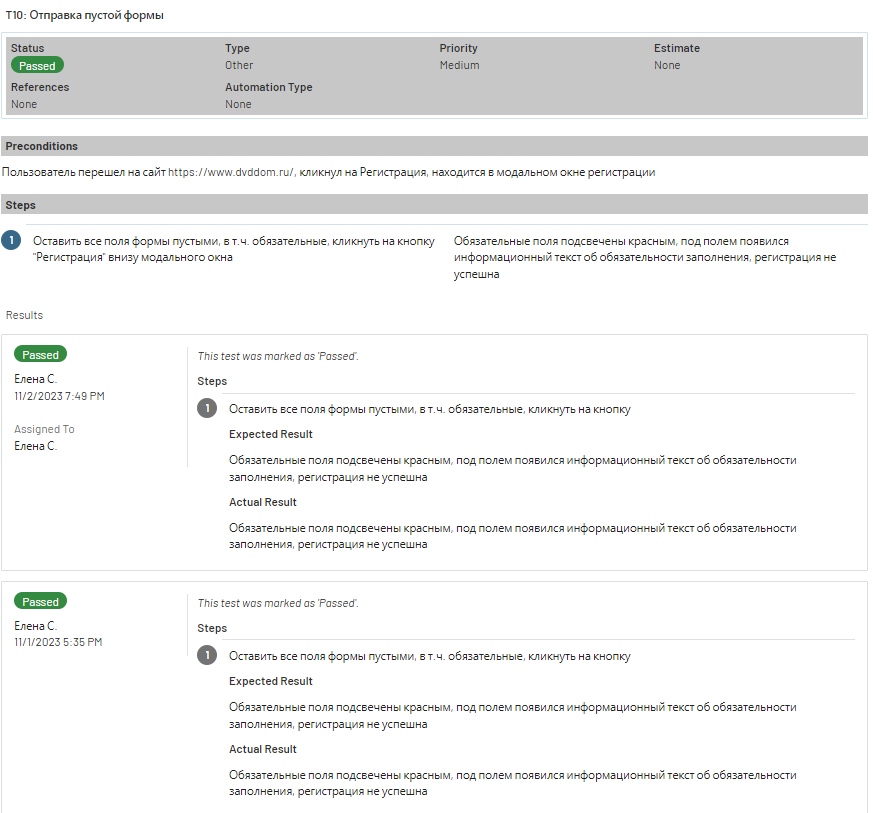 T10: Отправка пустой формы
Status Type Priority Estimate
Passed Other Medium None
References Automation Type
None None
Preconditions
Пользователь перешел на сайт https://www.dvddom.ru/, кликнул на Регистрация, находится в модальном окне регистрации
Steps
1
Оставить все поля формы пустыми, в т.ч. обязательные, кликнуть на кнопку
"Регистрация" внизу модального окна
Обязательные поля подсвечены красным, под полем появился
информационный текст об обязательности заполнения, регистрация не
успешна
Results
Passed
Елена С.
11/2/2023 7:49 PM
Assigned To
Елена С.
This test was marked as 'Passed'.
Steps
1
Оставить все поля формы пустыми, в т.ч. обязательные, кликнуть на кнопку
Expected Result
Обязательные поля подсвечены красным, под полем появился информационный текст об обязательности
заполнения, регистрация не успешна
Actual Result
Обязательные поля подсвечены красным, под полем появился информационный текст об обязательности
заполнения, регистрация не успешна
Passed
Елена С.
11/1/2023 5:35 PM
This test was marked as 'Passed'.
Steps
1
Оставить все поля формы пустыми, в т.ч. обязательные, кликнуть на кнопку
Expected Result
Обязательные поля подсвечены красным, под полем появился информационный текст об обязательности
заполнения, регистрация не успешна
Actual Result
Обязательные поля подсвечены красным, под полем появился информационный текст об обязательности
заполнения, регистрация не успешна